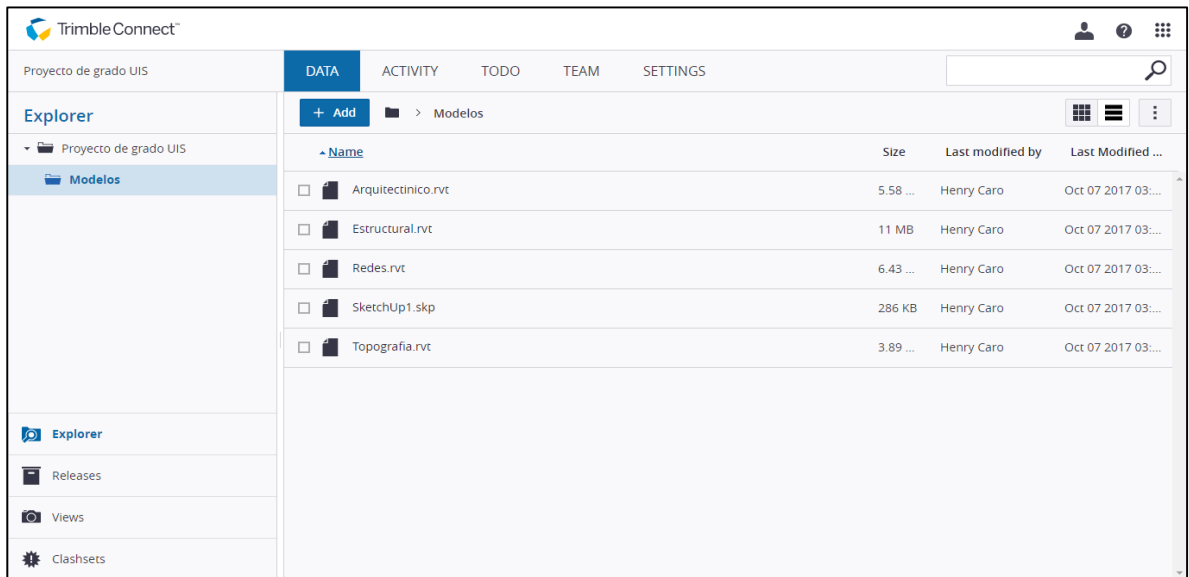 Trimble Connect™
Proyecto de grado UIS
DATA ACTIVITY TODO TEAM SETTINGS
Explorer
+ Add > Modelos
Proyecto de grado UIS
Name Size Last modified by Last Modified ...
Modelos
Arquitectinico.rvt 5.58 ... Henry Caro Oct 07 2017 03:...
Estructural.rvt 11 MB Henry Caro Oct 07 2017 03:...
Redes.rvt 6.43 ... Henry Caro Oct 07 2017 03:...
SketchUp1.skp 286 KB Henry Caro Oct 07 2017 03:...
Topografia.rvt 3.89 ... Henry Caro Oct 07 2017 03:...
Explorer
Releases
Views
Clashsets